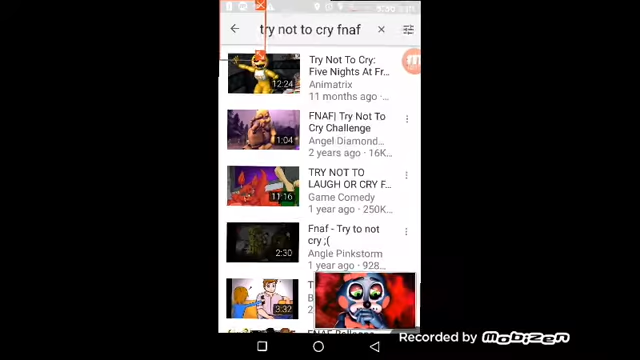 try not to cry fnaf
Try Not To Cry:
Five Nights At Fr...
Animatrix
11 months ago · ...
12:24
FNAF| Try Not To
Cry Challenge
Angel Diamond...
2 years ago · 16K...
1:04
TRY NOT TO
LAUGH OR CRY F...
Game Comedy
1 year ago · 250K...
11:16
Fnaf - Try to not
cry ;(
Angie Pinkstorm
1 year ago · 928...
2:30
3:32
Recorded by Mobizen